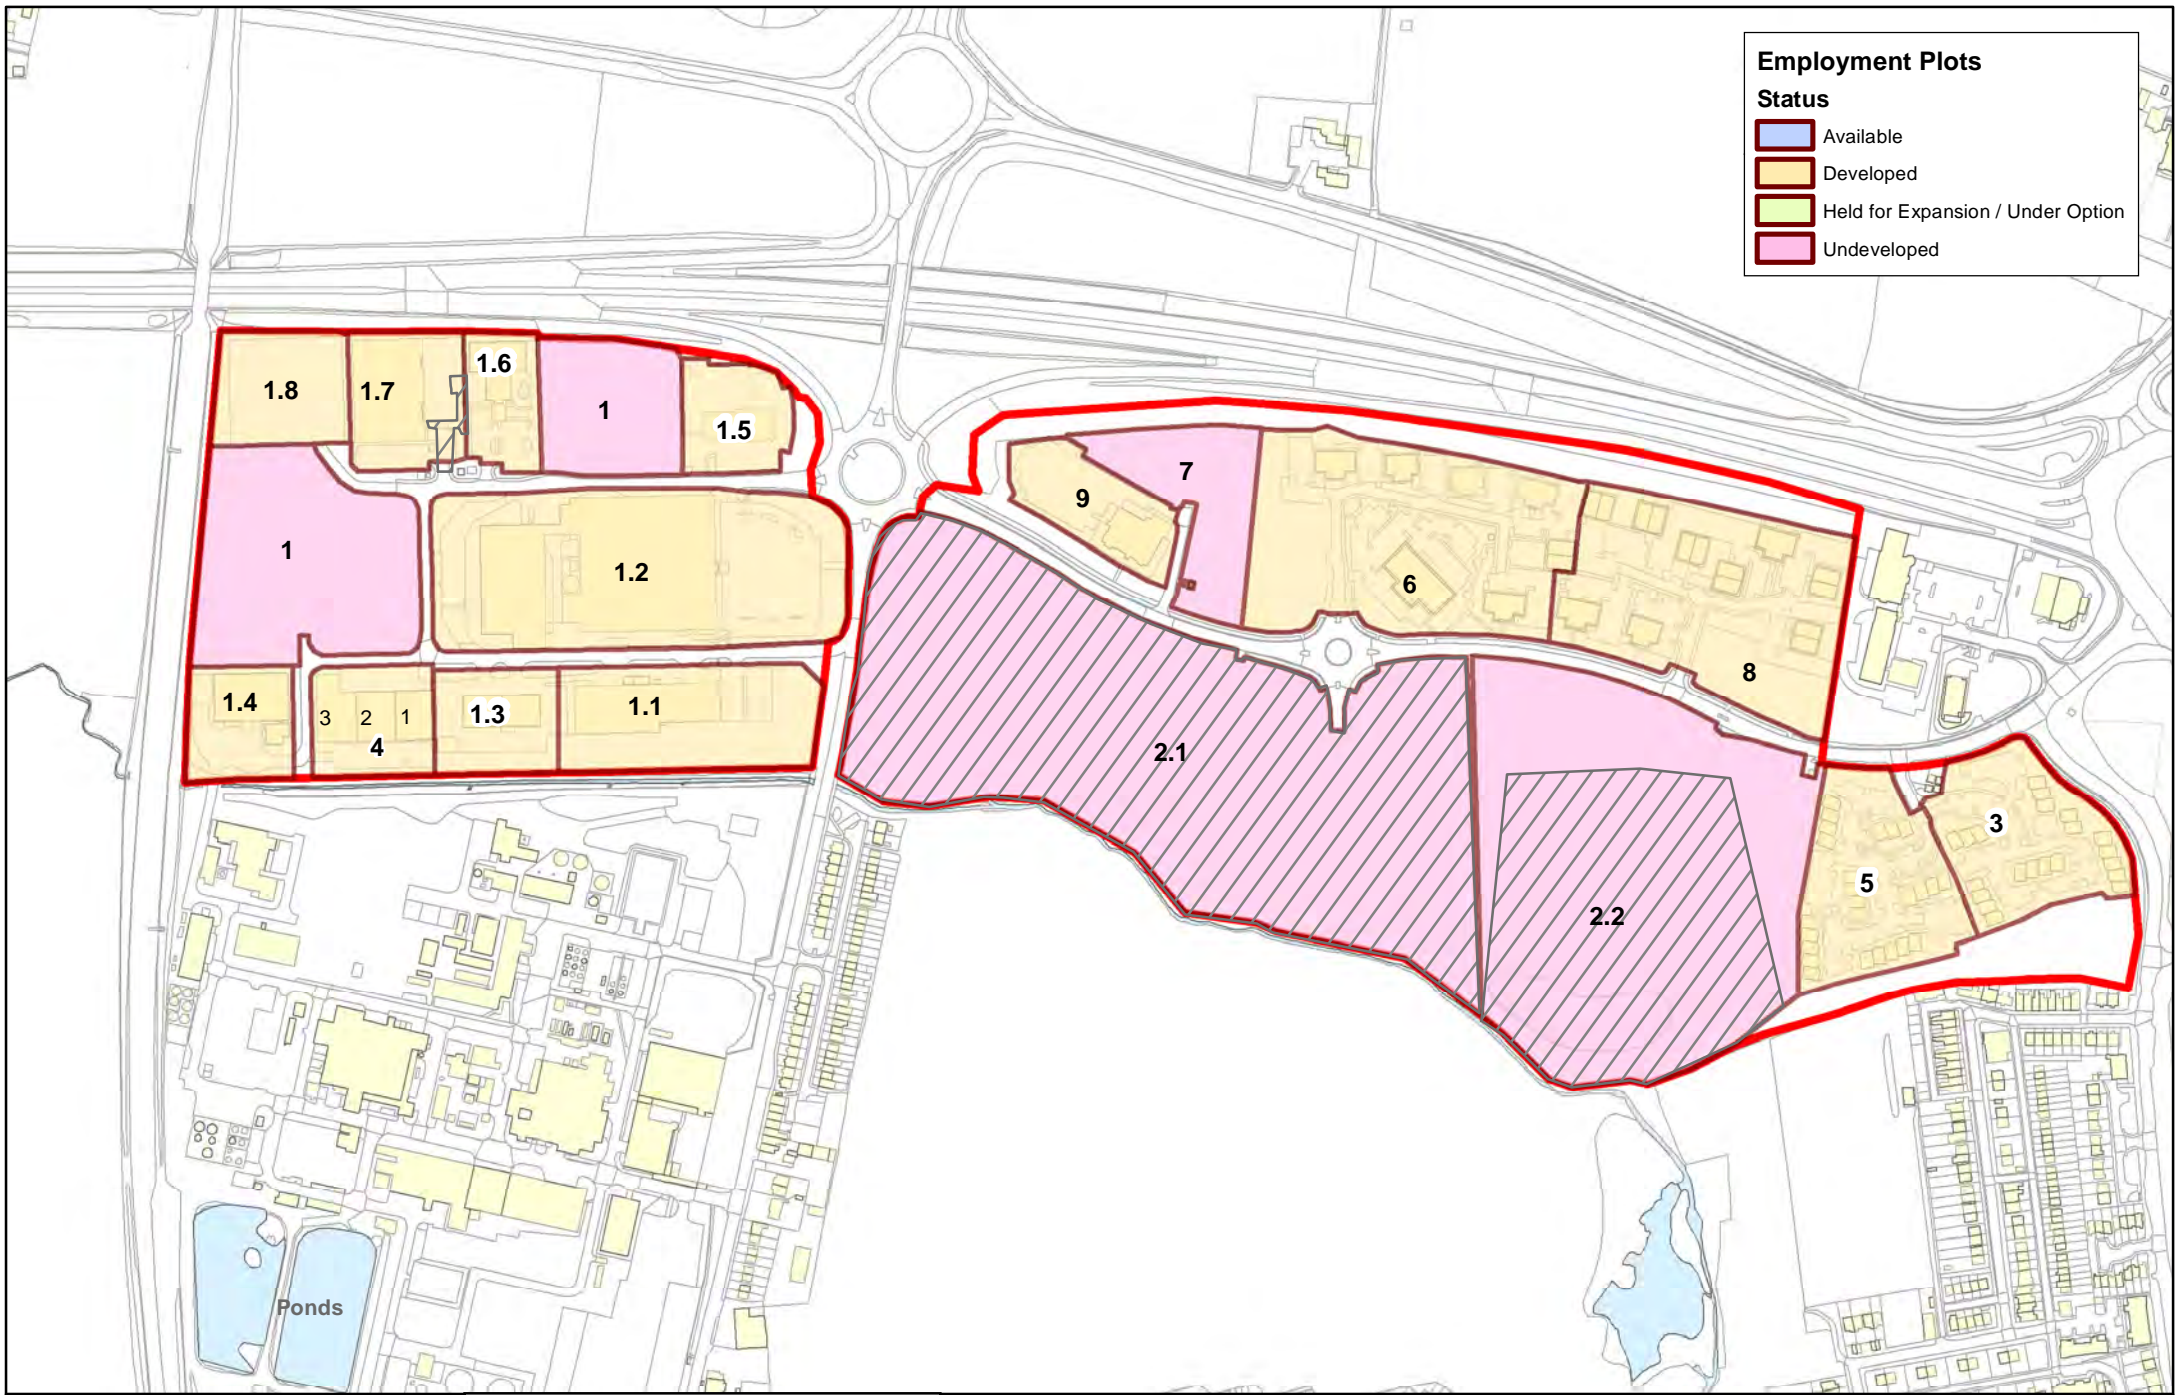 Employment Plots
Status
Available
Developed
Held for Expansion / Under Option
Undeveloped
1.8
1.7
1.6
1
1.5
1
1.2
1.4
3 2 1
4
1.3
1.1
9
7
6
8
2.1
2.2
5
3
Ponds